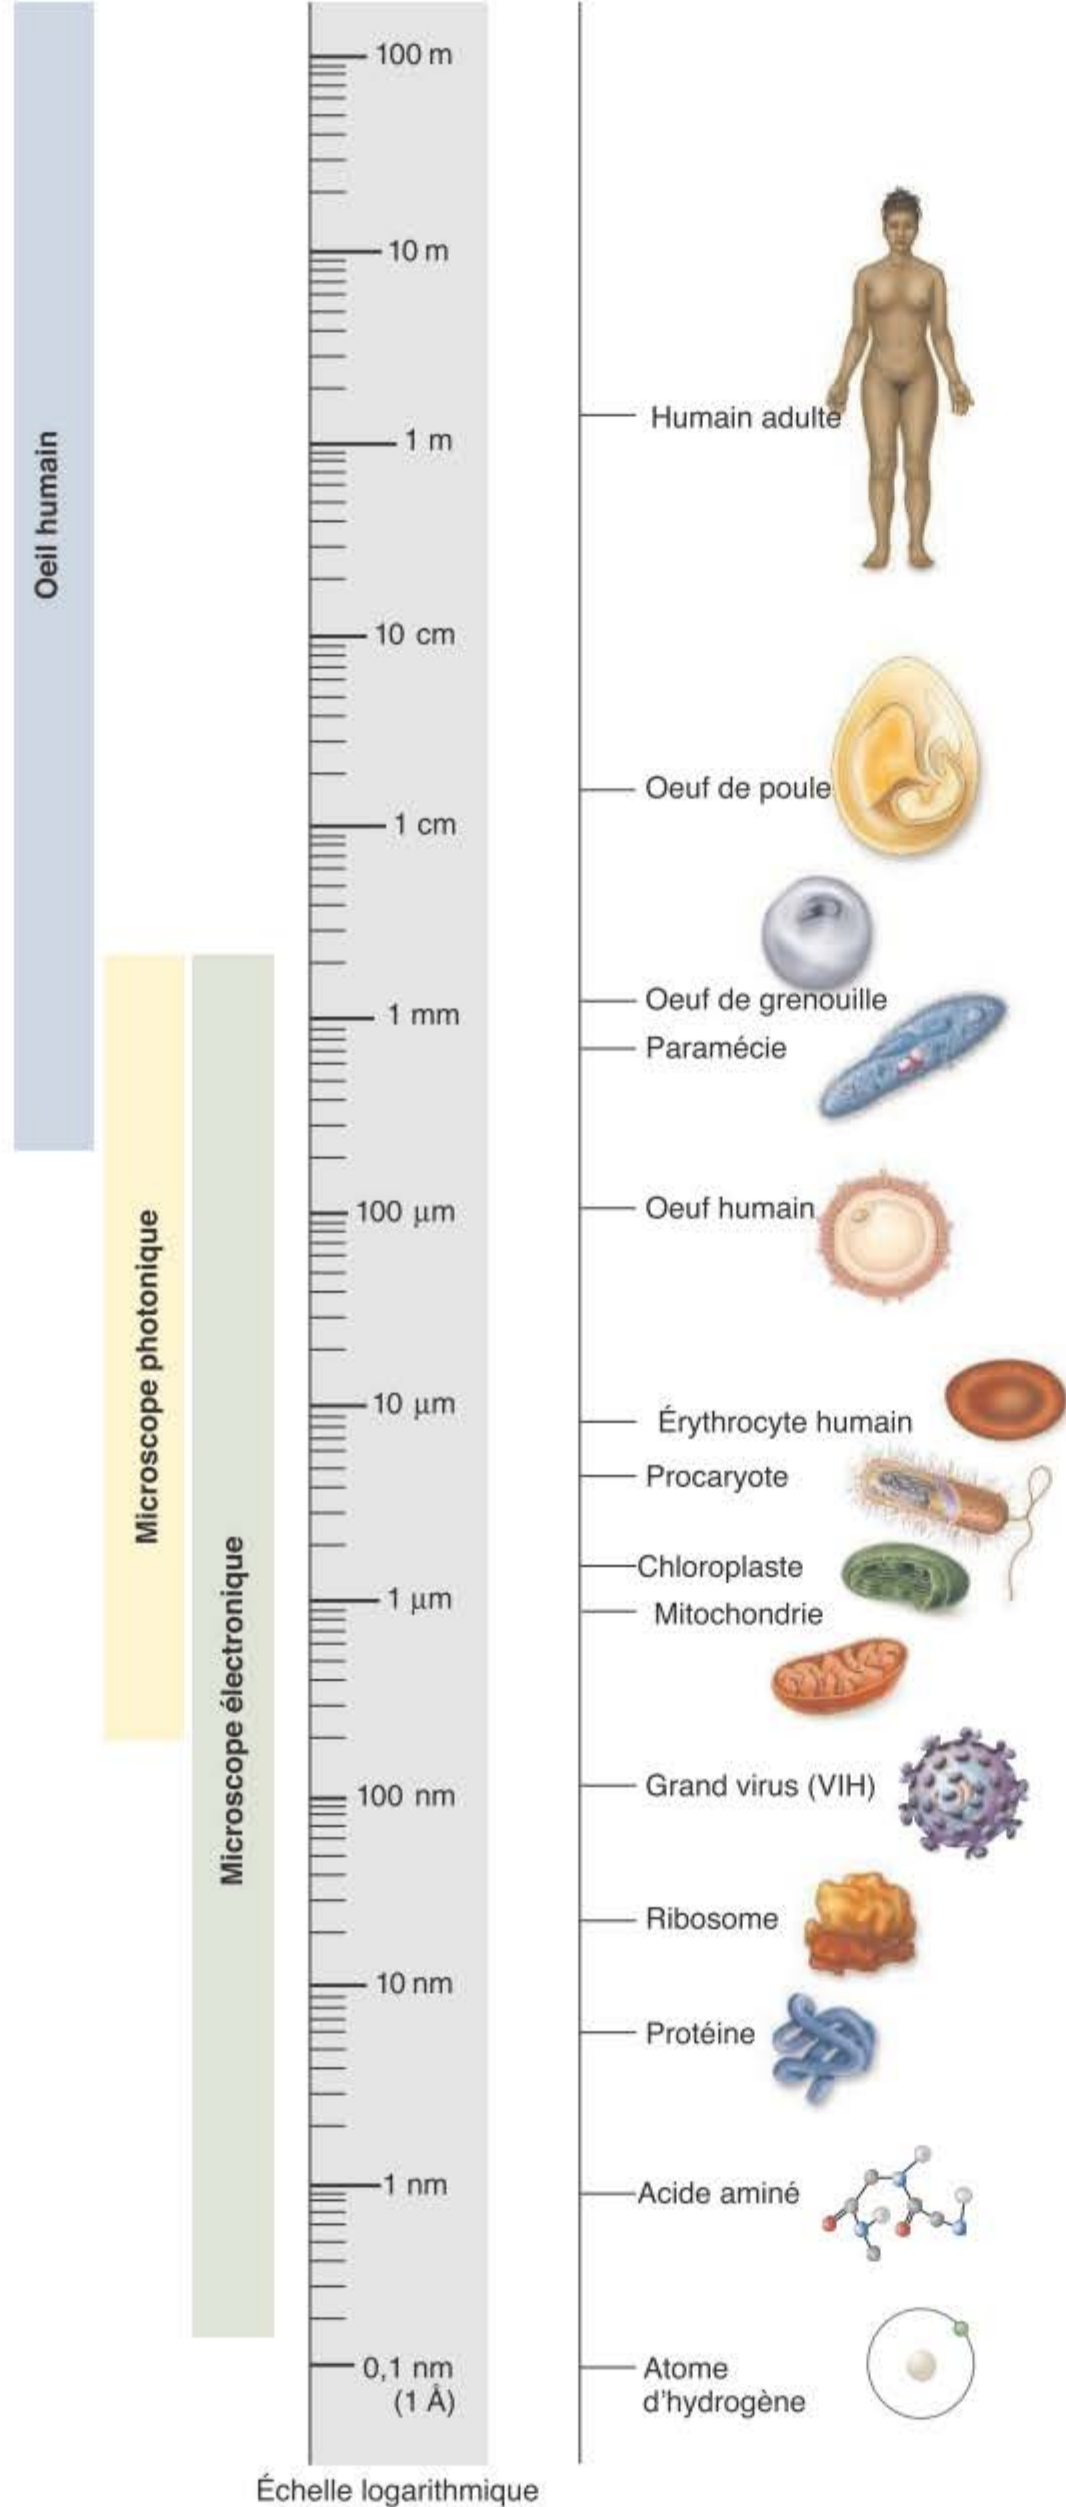 100 m
10 m
Humain adulte
1 m
Oeil humain
10 cm
Oeuf de poule
1 cm
Oeuf de grenouille
1 mm
Paramécie
Oeuf humain
100 µm
Microscope photonique
10 µm
Érythrocyte humain
Procaryote
Chloroplaste
1 µm
Mitochondrie
Microscope électronique
Grand virus (VIH)
100 nm
Ribosome
10 nm
Protéine
1 nm
Acide aminé
0,1 nm
(1 Å)
Atome
d'hydrogène
Échelle logarithmique